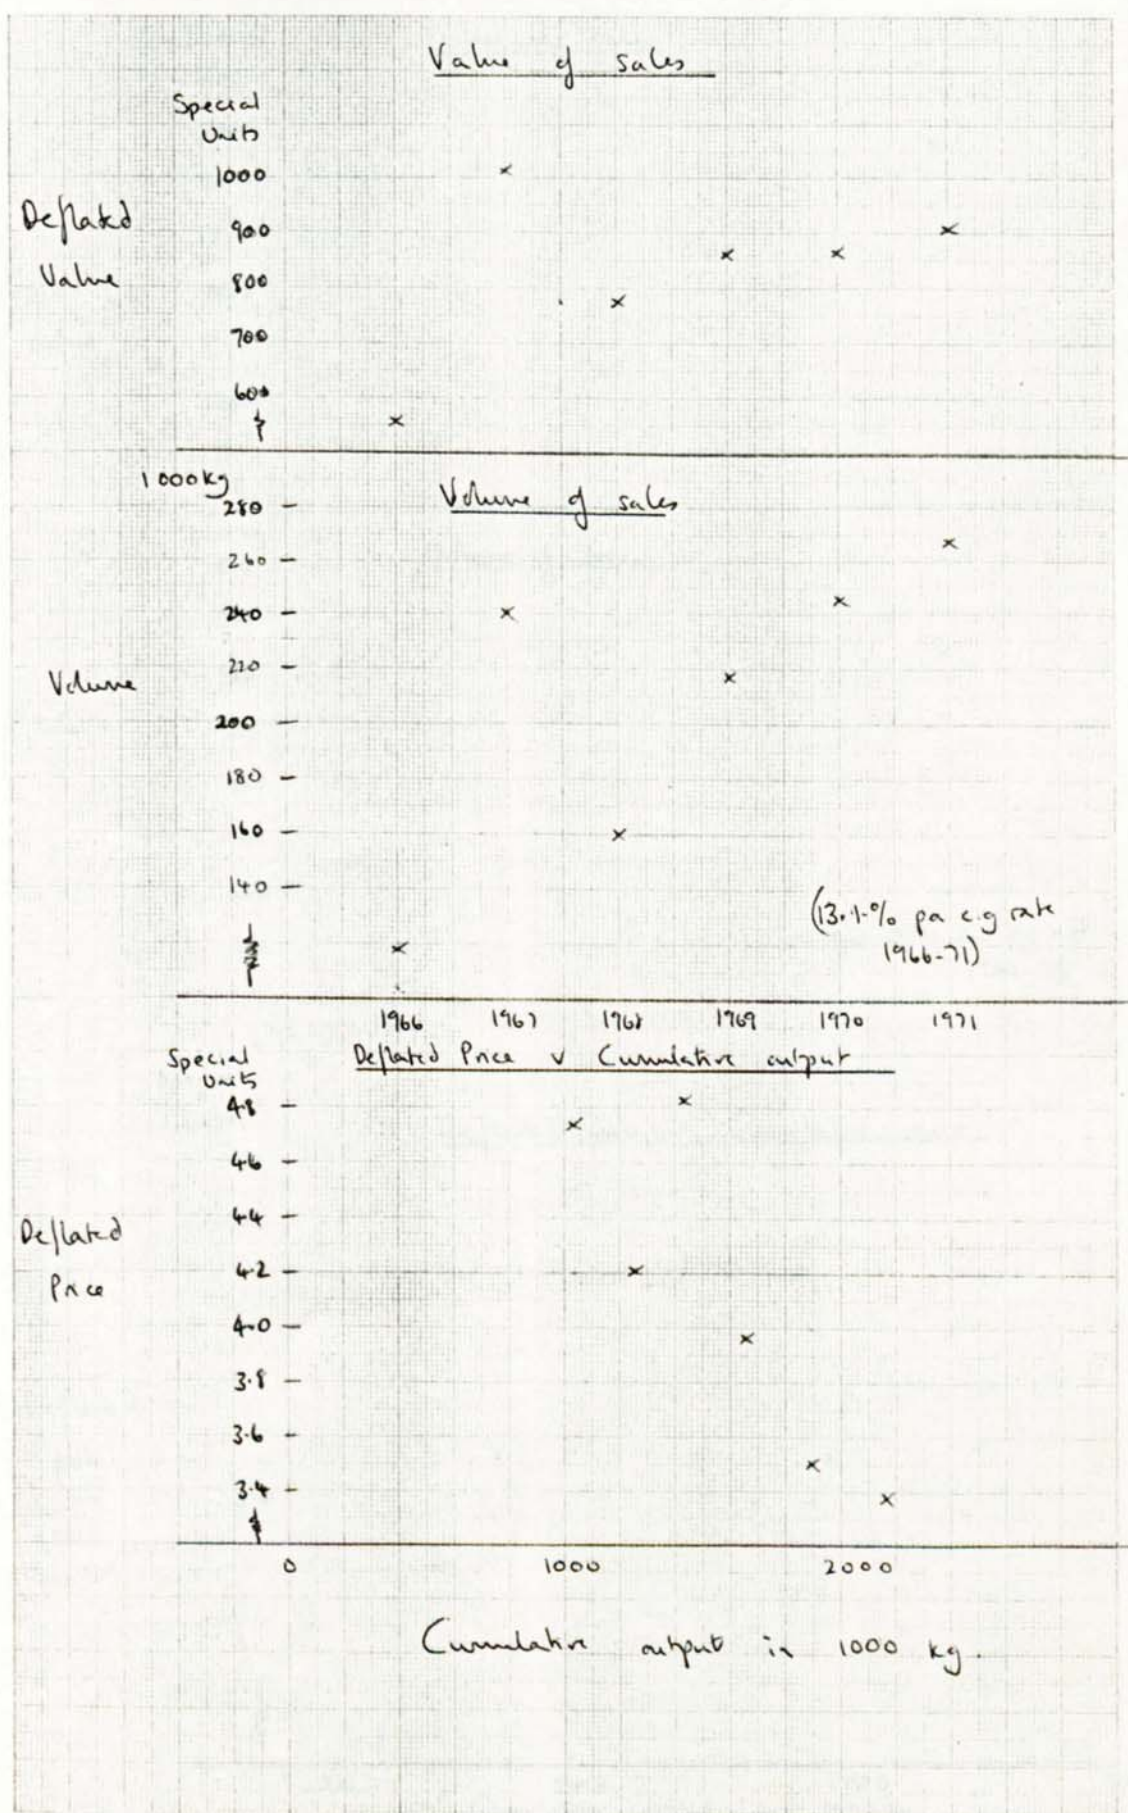 Value of sales
Special
Units
1000
Deflated
Value
900
800
700
600
1000kg
Volume of sales
280
260
240
220
Volume
200
180
160
140
(13.1% pa c.g rate
1966-71)
1966 1967 1968 1969 1970 1971
Special
Units
Deflated Price v Cumulative output
4.8
4.6
4.4
Deflated
Price
4.2
4.0
3.8
3.6
3.4
0 1000 2000
Cumulative output in 1000 kg.